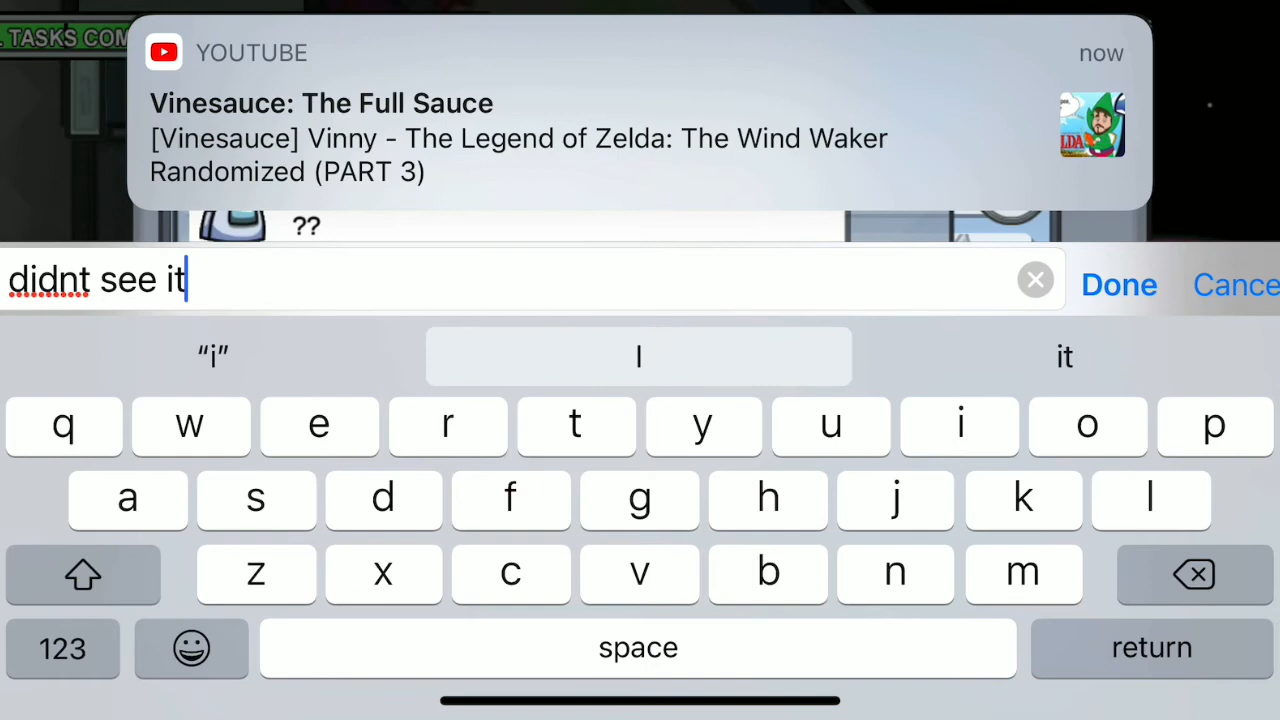 TASKS COM
YOUTUBE
now
Vinesauce: The Full Sauce
[Vinesauce] Vinny - The Legend of Zelda: The Wind Waker
Randomized (PART 3)
LDA
??
didnt see it
Done
Cance
“i”
I
it
q w e r t y u i o p
a s d f g h j k l
z x c v b n m
123
space
return